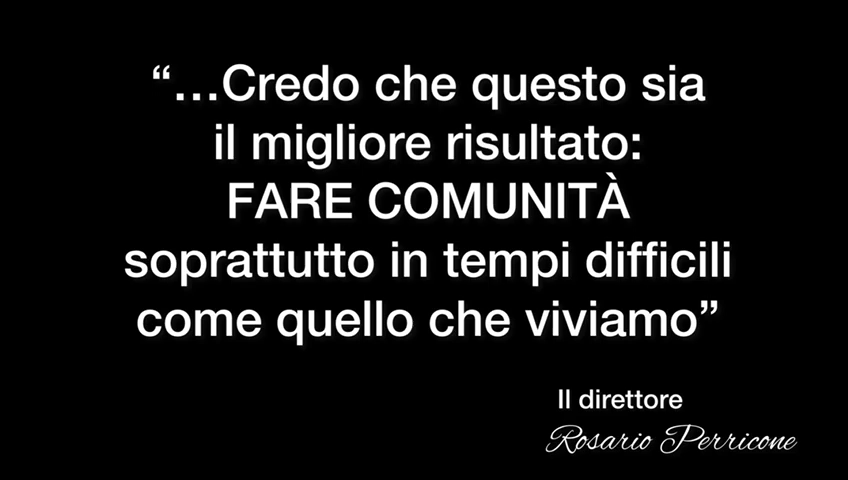 “…Credo che questo sia
il migliore risultato:
FARE COMUNITÀ
soprattutto in tempi difficili
come quello che viviamo”
Il direttore
Rosario Perricone